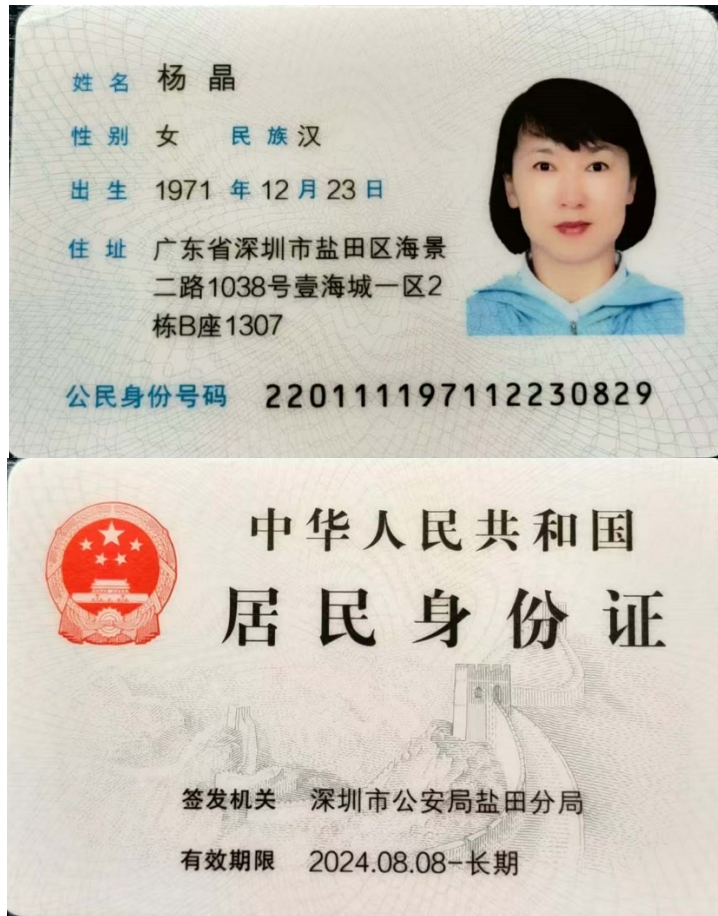 姓名 杨晶
性别 女 民族 汉
出生 1971 年 12 月 23 日
住址 广东省深圳市盐田区海景
二路1038号壹海城一区2
栋B座1307
公民身份号码 220111197112230829
中华人民共和国
居民身份证
签发机关 深圳市公安局盐田分局
有效期限 2024.08.08-长期